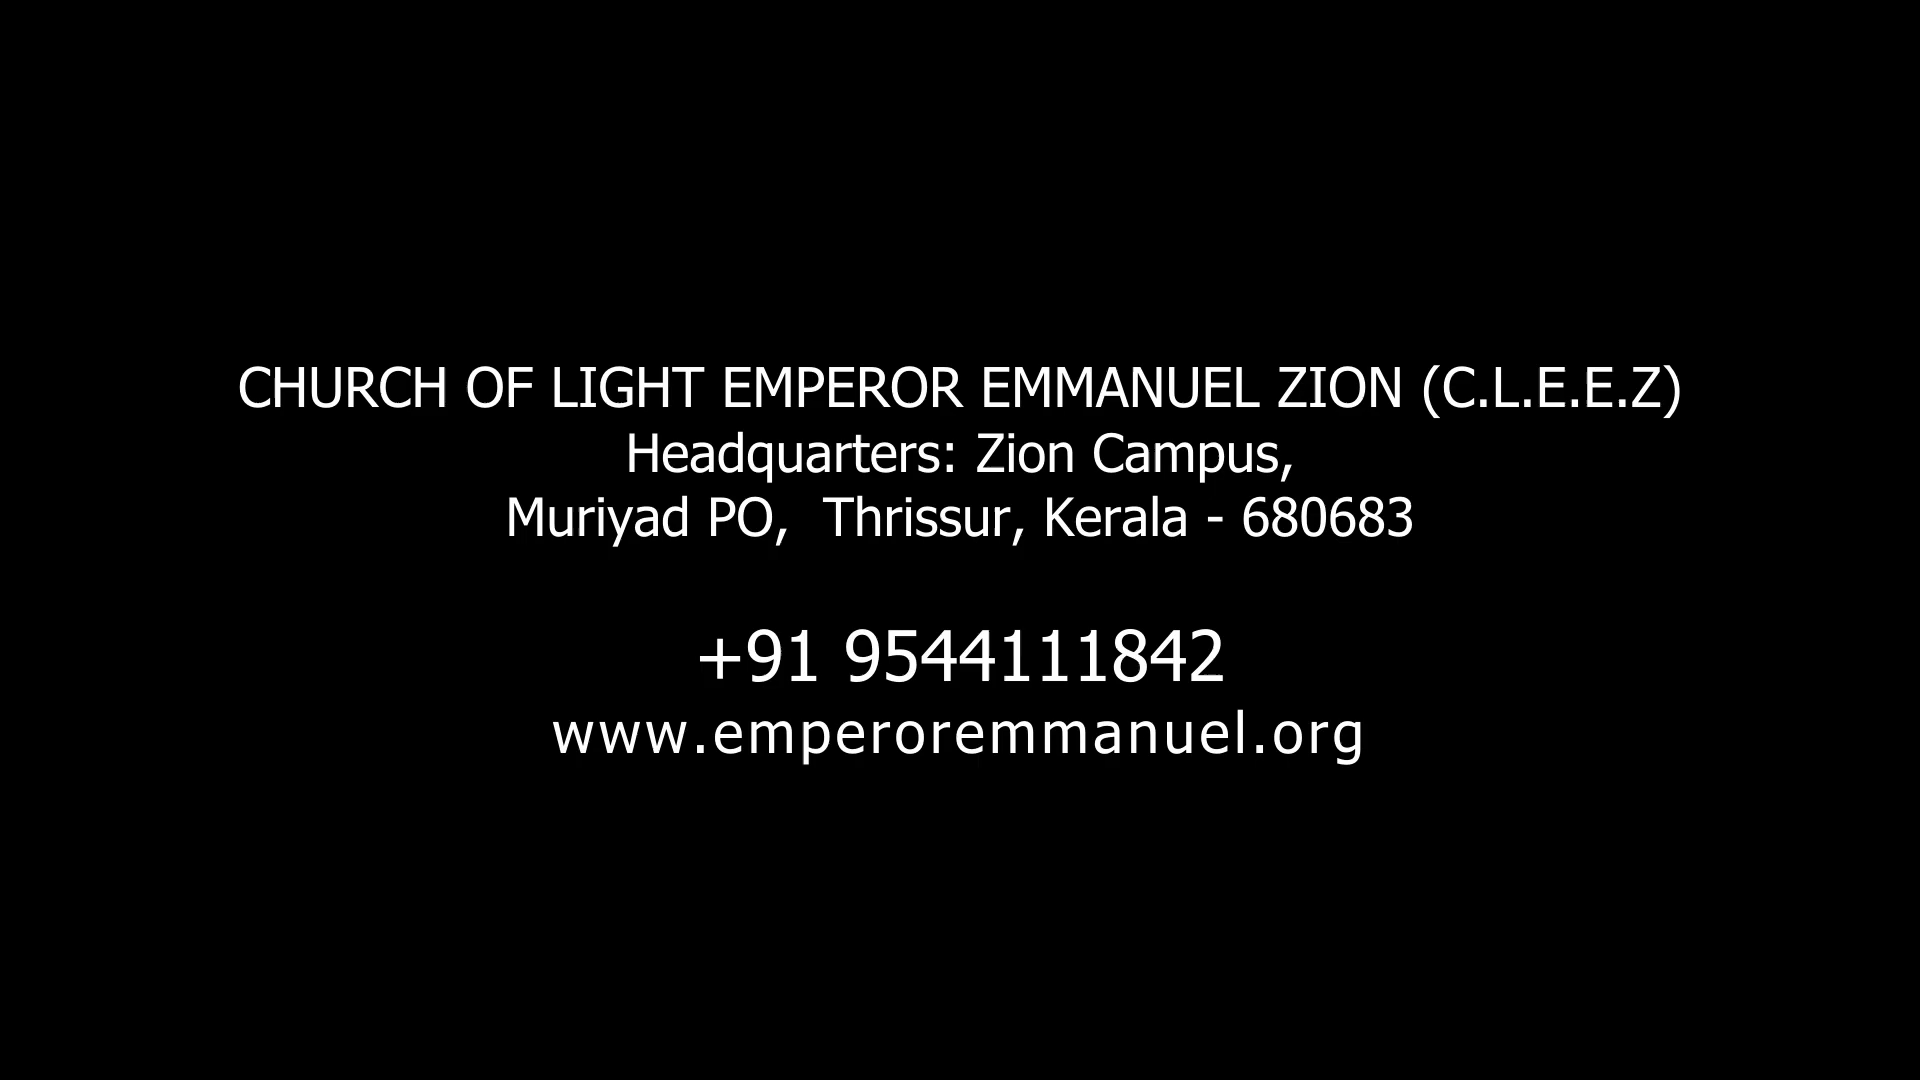 CHURCH OF LIGHT EMPEROR EMMANUEL ZION (C.L.E.E.Z)
Headquarters: Zion Campus,
Muriyad PO,  Thrissur, Kerala - 680683
+91 9544111842
www.emperoremmanuel.org